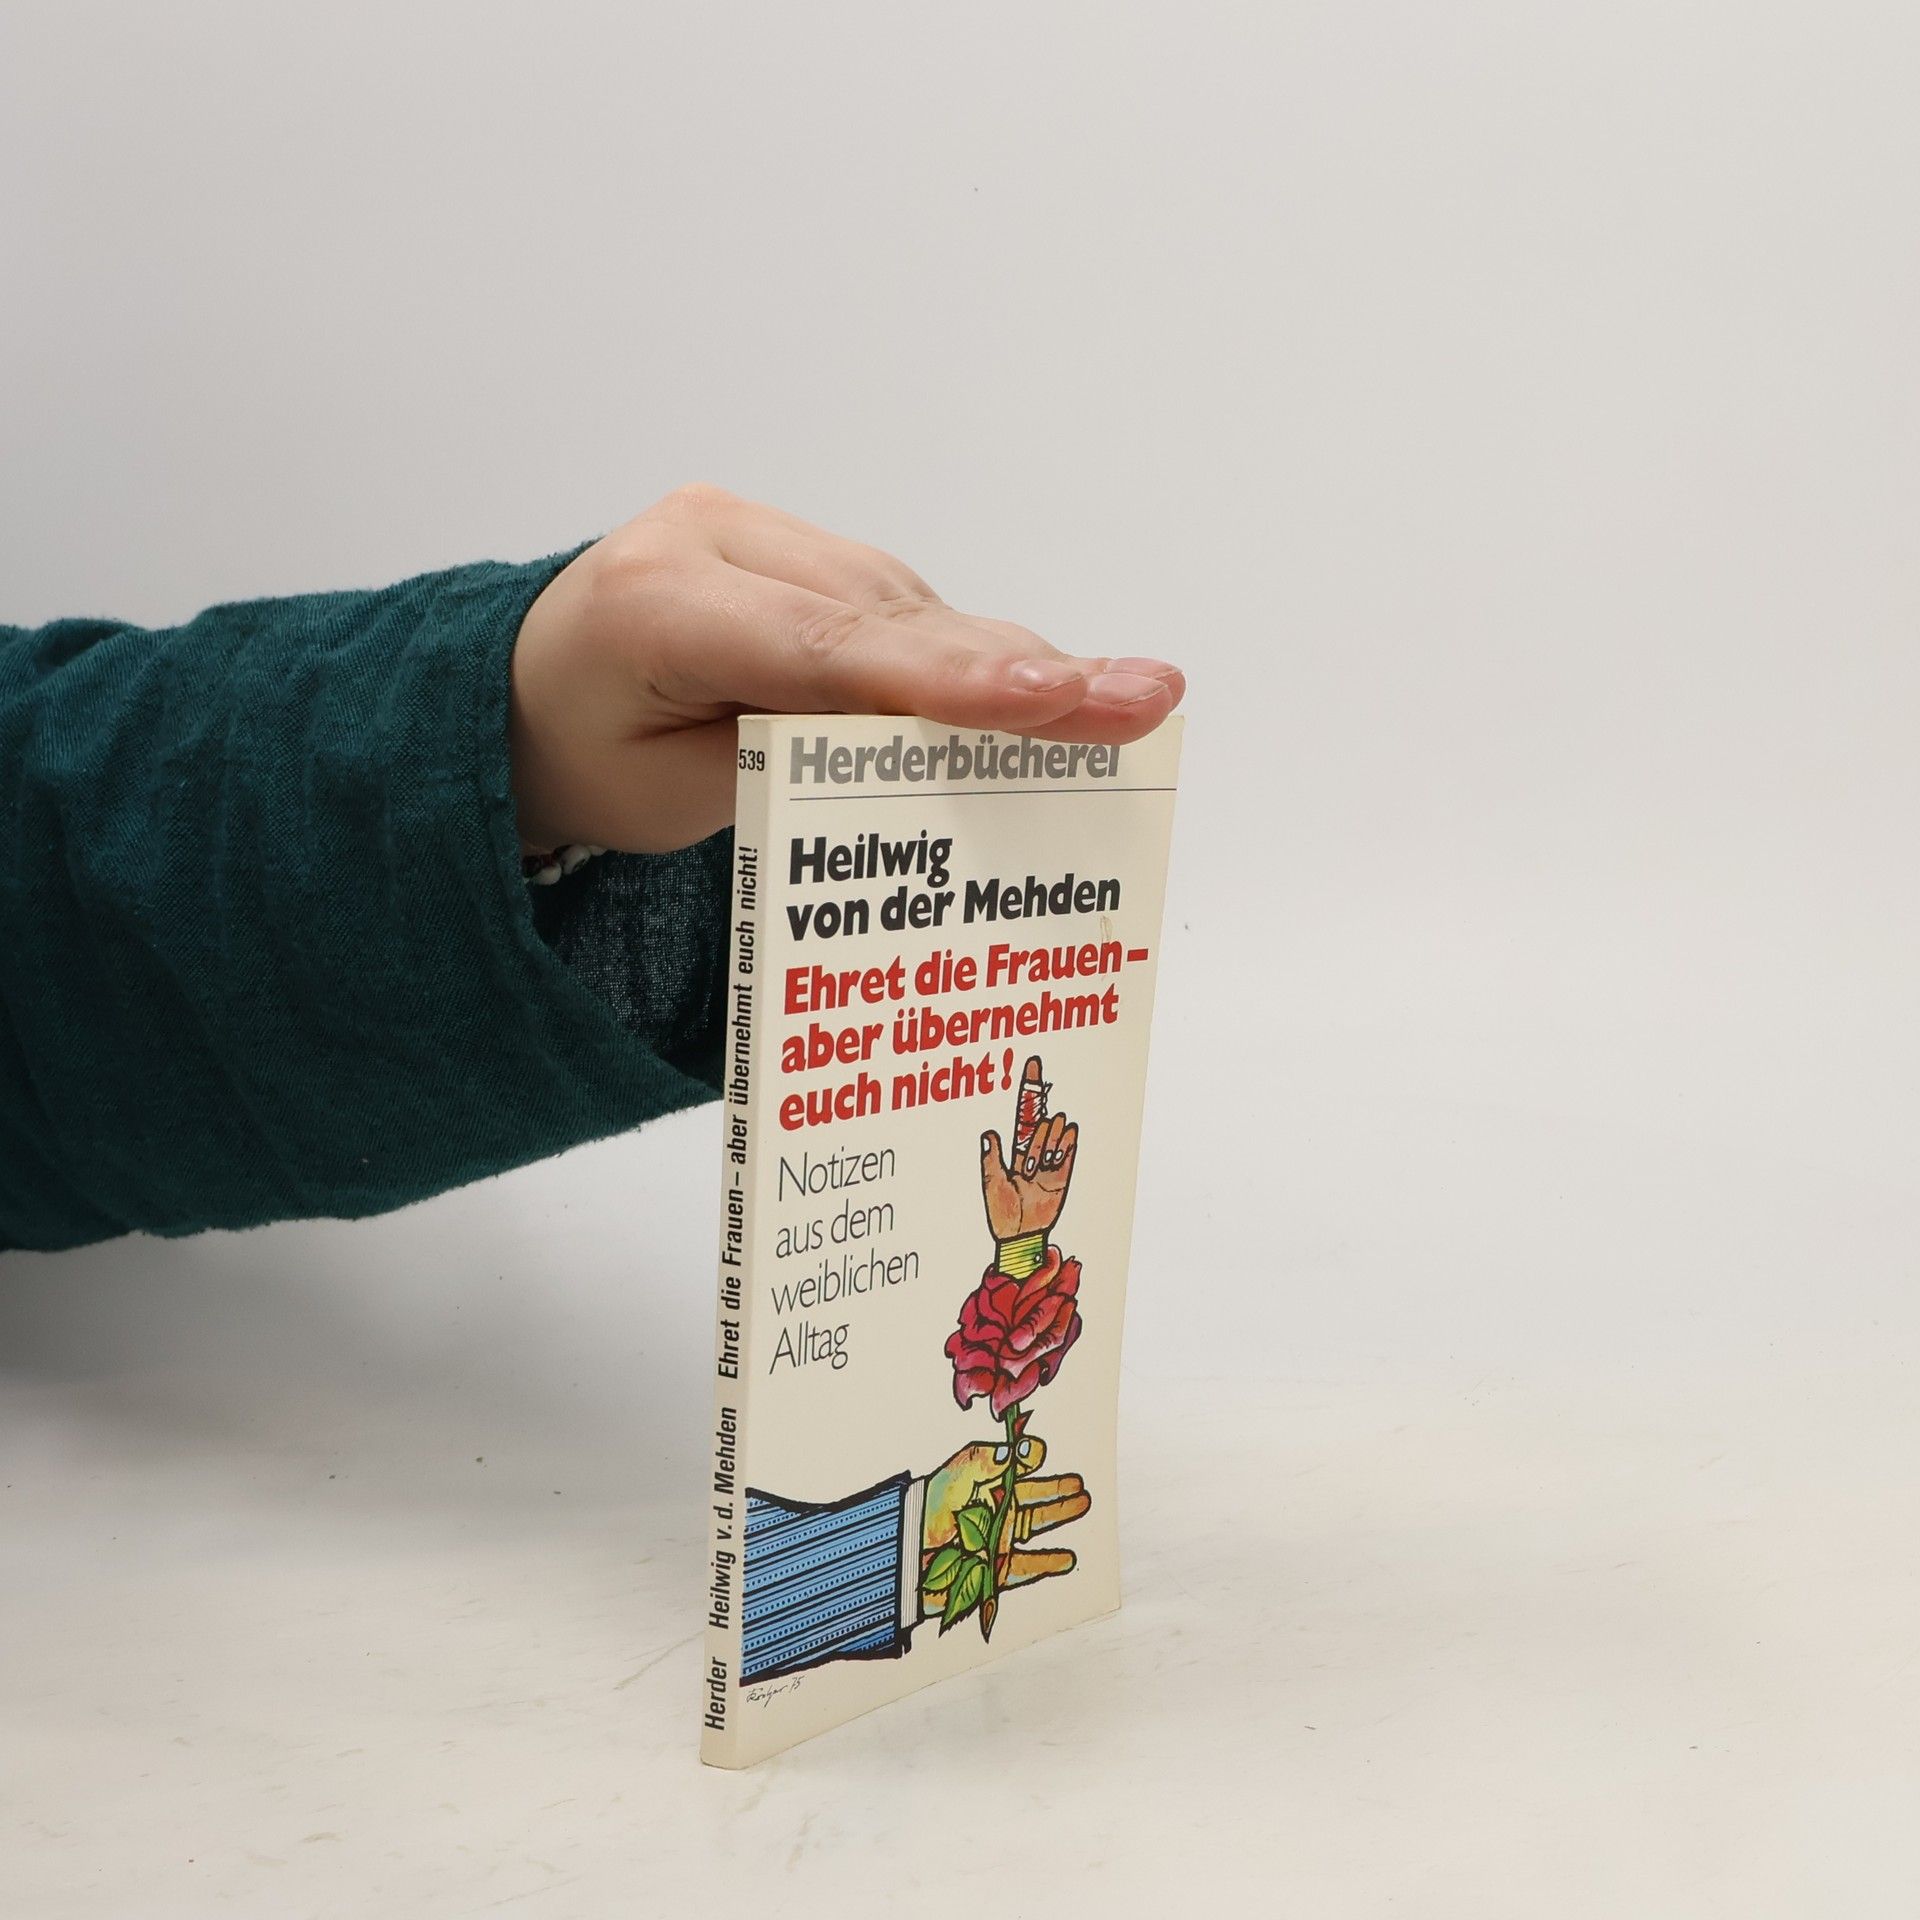 539
Herderbücherei
Heilwig
von der Mehden
Ehret die Frauen–
aber übernehmt
euch nicht!
Notizen
aus dem
weiblichen
Alltag
Herder Heilwig v. d. Mehden Ehret die Frauen – aber übernehmt euch nicht!